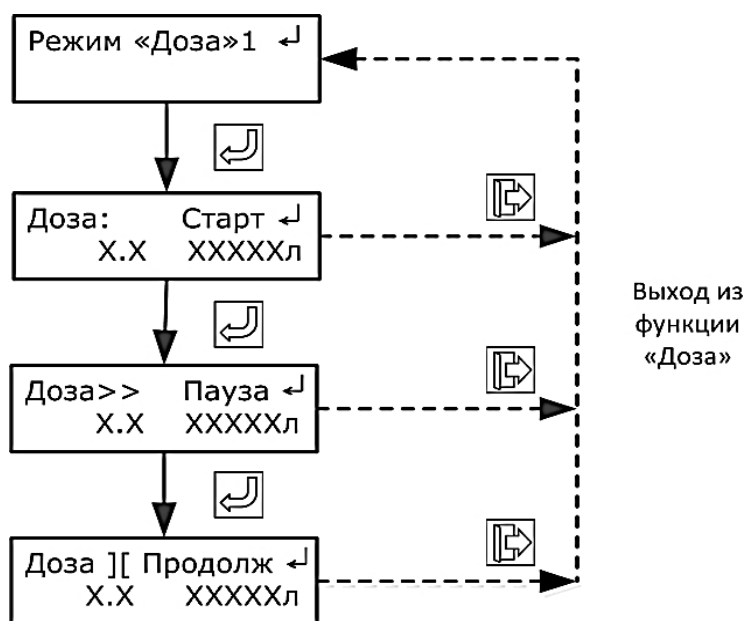 Режим «Доза»1 ↵
Доза: Старт ↵
X.X XXXXXл
Доза>> Пауза ↵
X.X XXXXXл
Доза ][ Продолж ↵
X.X XXXXXл
Выход из
функции
«Доза»